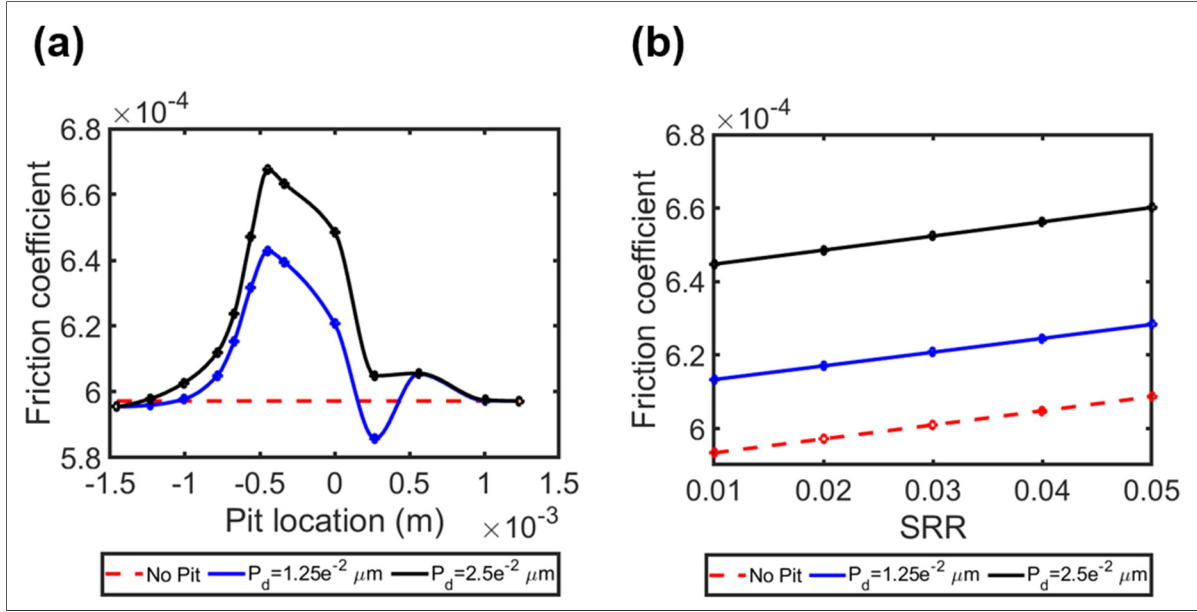 (a)
×10⁻⁴
6.8
6.6
6.4
6.2
6
5.8
Friction coefficient
-1.5 -1 -0.5 0 0.5 1 1.5
Pit location (m) ×10⁻³
No Pit P_d=1.25e⁻² μm P_d=2.5e⁻² μm
(b)
×10⁻⁴
6.8
6.6
6.4
6.2
6
Friction coefficient
0.01 0.02 0.03 0.04 0.05
SRR
No Pit P_d=1.25e⁻² μm P_d=2.5e⁻² μm